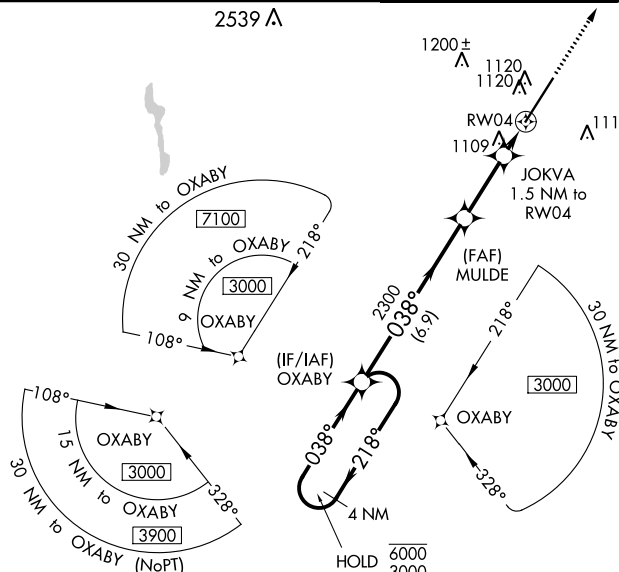 2539
1200±
1120
1120
RW04
111
1109
JOKVA
1.5 NM to
RW04
30 NM to OXABY
7100
218°
9 NM to OXABY
3000
OXABY
108°
(FAF)
MULDE
2300
038°
(6.9)
(IF/IAF)
OXABY
218°
30 NM to OXABY
3000
OXABY
328°
108°
OXABY
3000
15 NM to OXABY
328°
3900
30 NM to OXABY (NoPT)
038°
218°
4 NM
HOLD 6000
3000